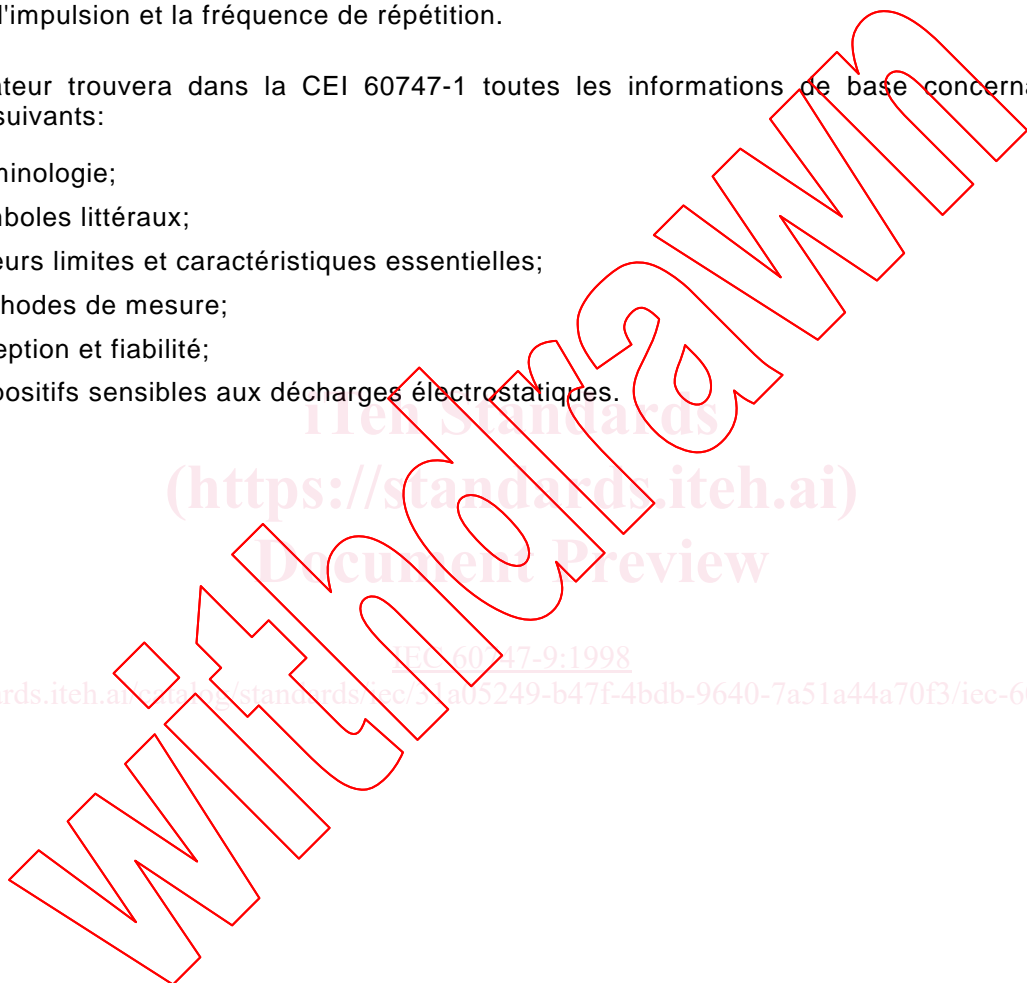 l'impulsion et la fréquence de répétition.
ateur trouvera dans la CEI 60747-1 toutes les informations de base concerna
suivants:
minologie;
mboles littéraux;
eurs limites et caractéristiques essentielles;
thodes de mesure;
eption et fiabilité;
positifs sensibles aux décharges électrostatiques.
iTeh Standards
(https://standards.iteh.ai)
Document Preview
IEC 60747-9:1998
ards.iteh.ai/catalog/standards/iec/31a05249-b47f-4bdb-9640-7a51a44a70f3/iec-6
withdrawn